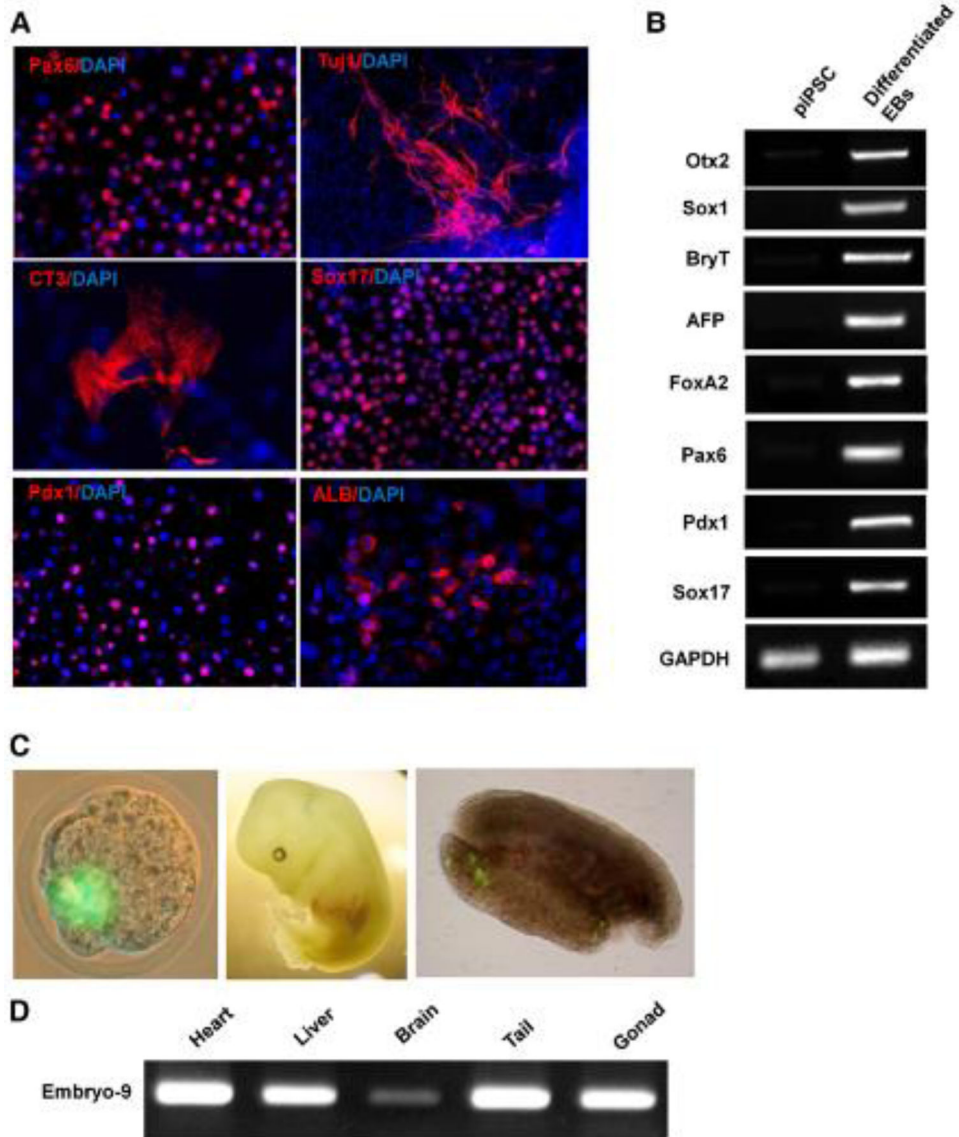 A
Pax6/DAPI
Tuj1/DAPI
CT3/DAPI
Sox17/DAPI
Pdx1/DAPI
ALB/DAPI
B
piPSC
Differentiated
EBs
Otx2
Sox1
BryT
AFP
FoxA2
Pax6
Pdx1
Sox17
GAPDH
C
D
Heart
Liver
Brain
Tail
Gonad
Embryo-9